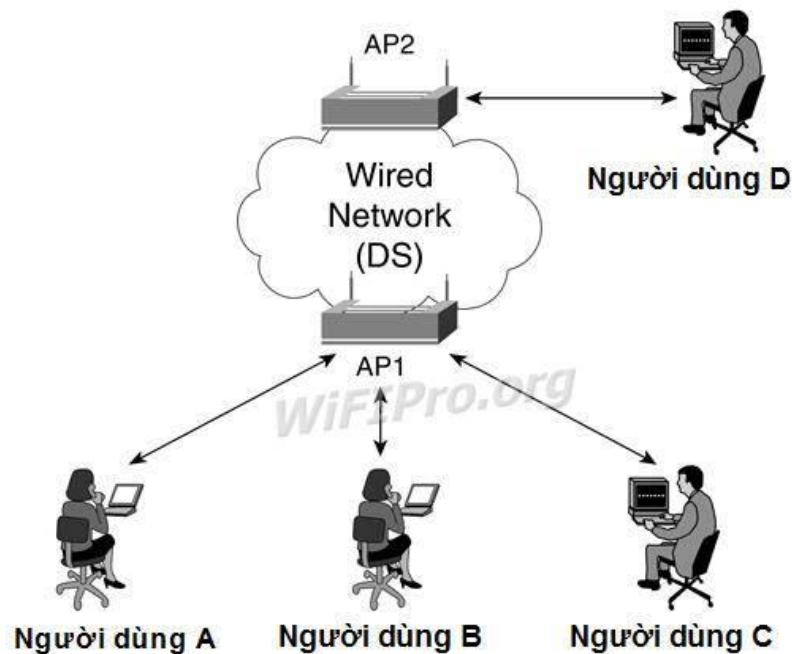 AP2
Người dùng D
Wired
Network
(DS)
AP1
WiFiPro.org
Người dùng A
Người dùng B
Người dùng C